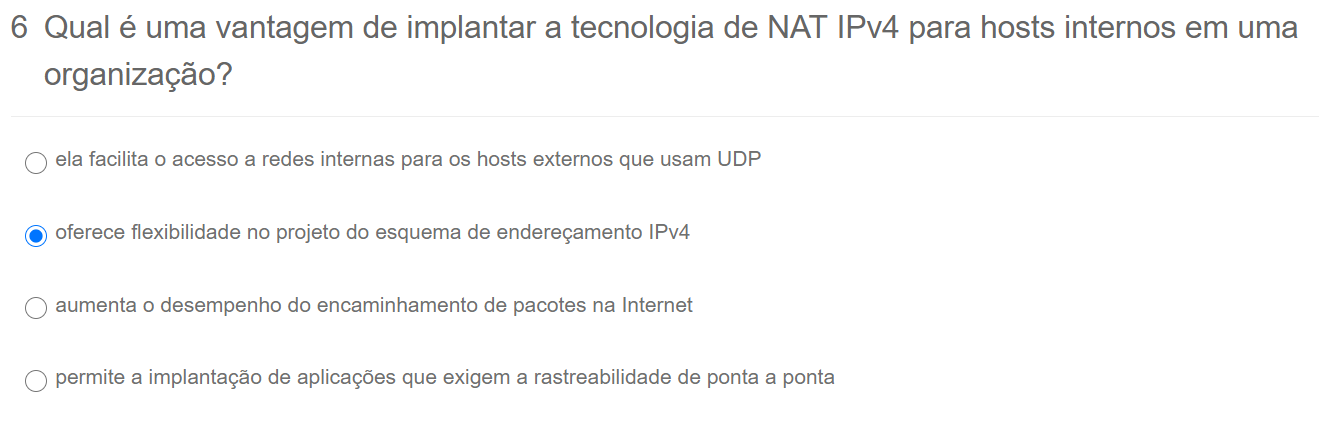 6 Qual é uma vantagem de implantar a tecnologia de NAT IPv4 para hosts internos em uma
organização?
ela facilita o acesso a redes internas para os hosts externos que usam UDP
oferece flexibilidade no projeto do esquema de endereçamento IPv4
aumenta o desempenho do encaminhamento de pacotes na Internet
permite a implantação de aplicações que exigem a rastreabilidade de ponta a ponta